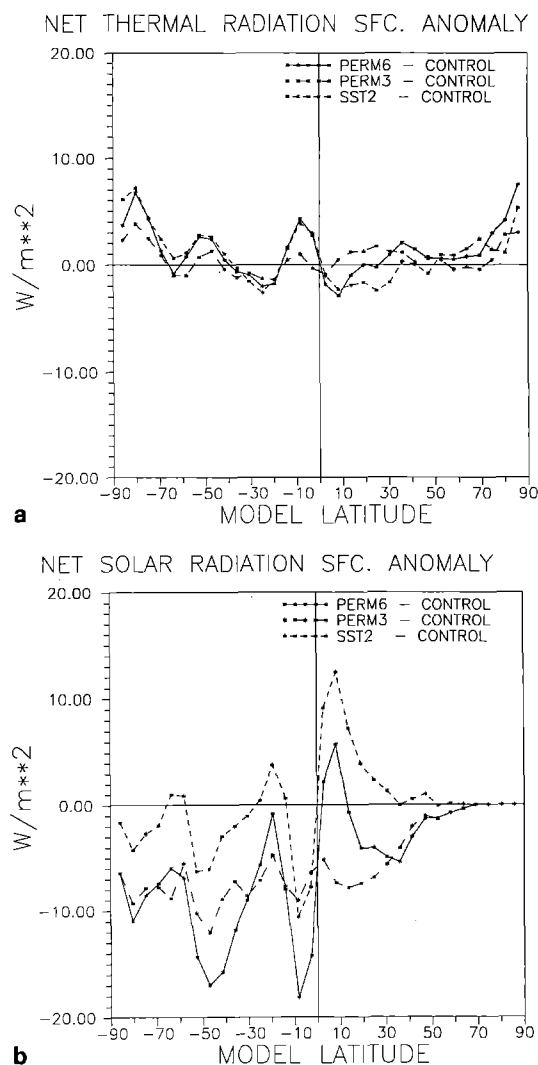 NET THERMAL RADIATION SFC. ANOMALY
20.00
PERM6 — CONTROL
PERM3 — CONTROL
SST2 — CONTROL
10.00
W/m**2
0.00
-10.00
-20.00
-90 -70 -50 -30 -10 10 30 50 70 90
MODEL LATITUDE
a
NET SOLAR RADIATION SFC. ANOMALY
20.00
PERM6 — CONTROL
PERM3 — CONTROL
SST2 — CONTROL
10.00
W/m**2
0.00
-10.00
-20.00
-90 -70 -50 -30 -10 10 30 50 70 90
MODEL LATITUDE
b